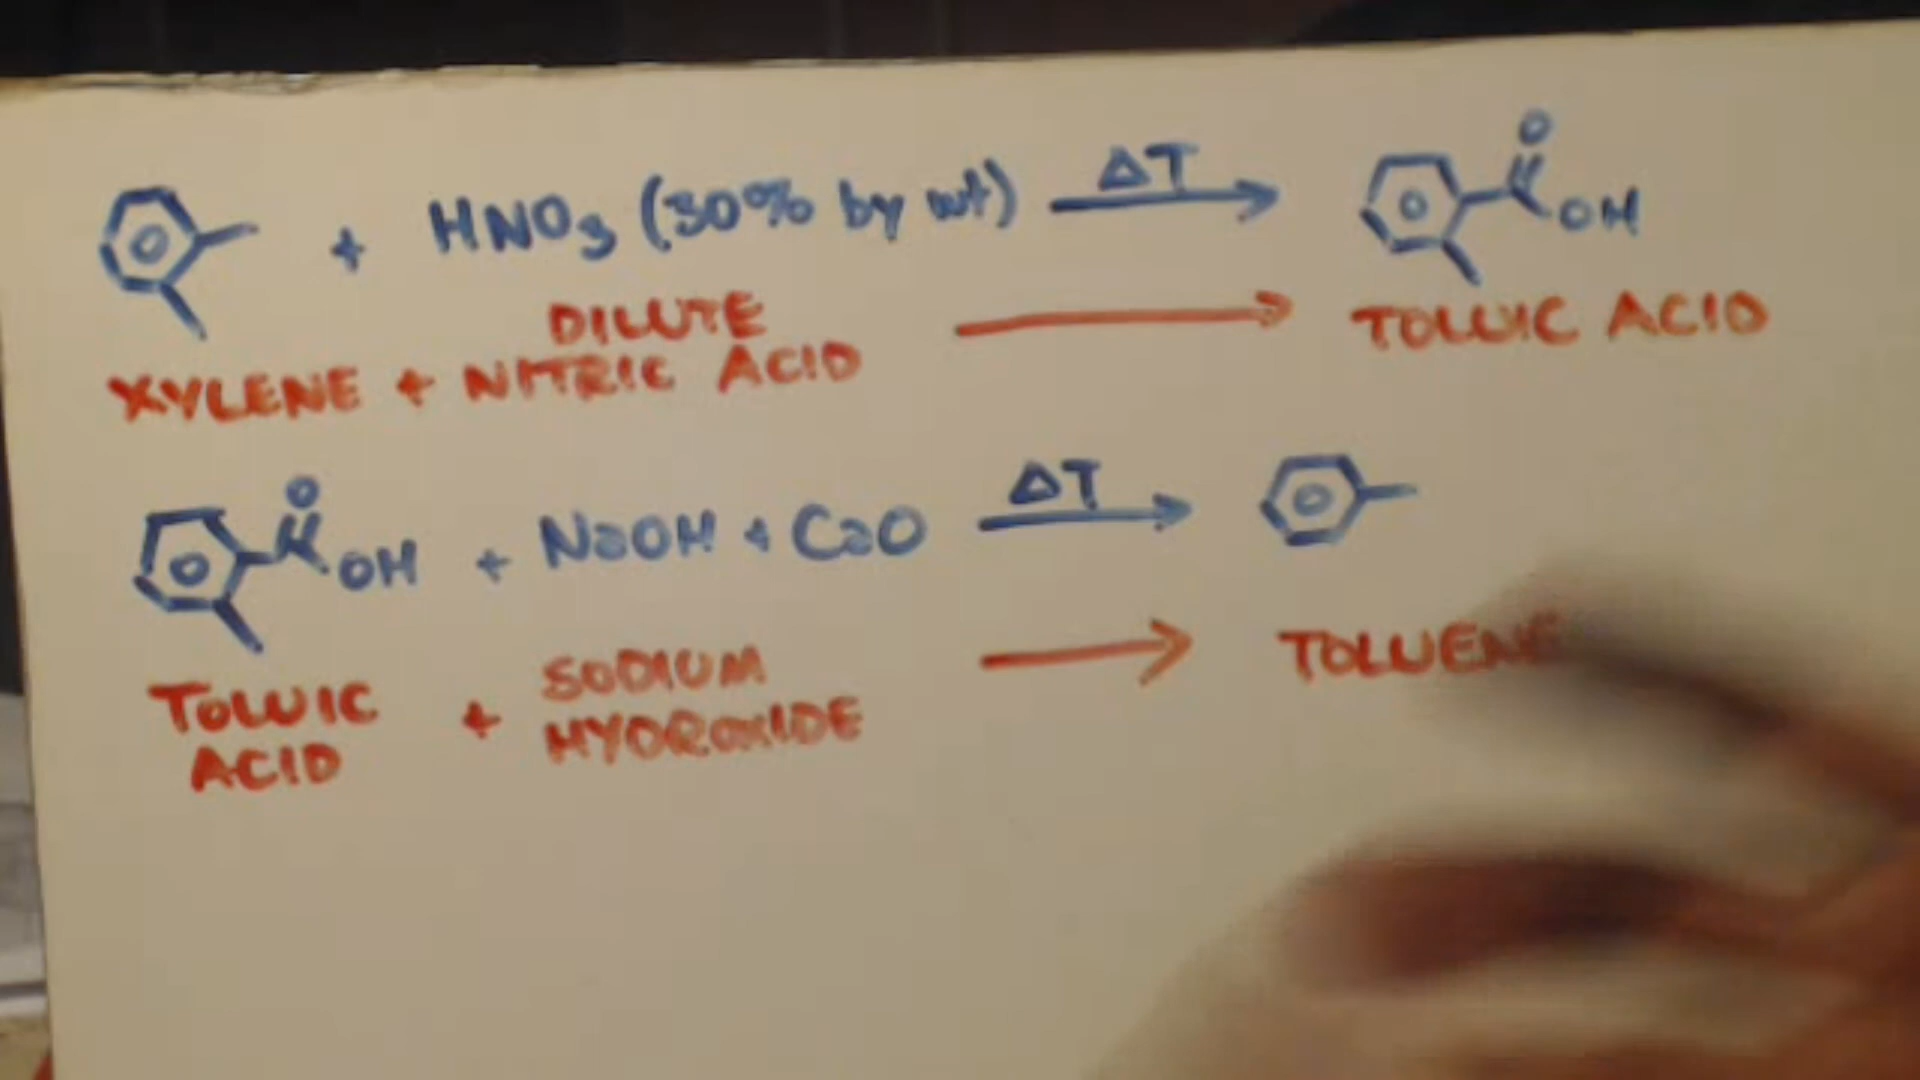 + HNO₃ (30% by wt) ΔT O OH
DILUTE
XYLENE + NITRIC ACID → TOLUIC ACID
O OH + NaOH + CaO ΔT
TOLUIC ACID + SODIUM HYDROXIDE → TOLUENE